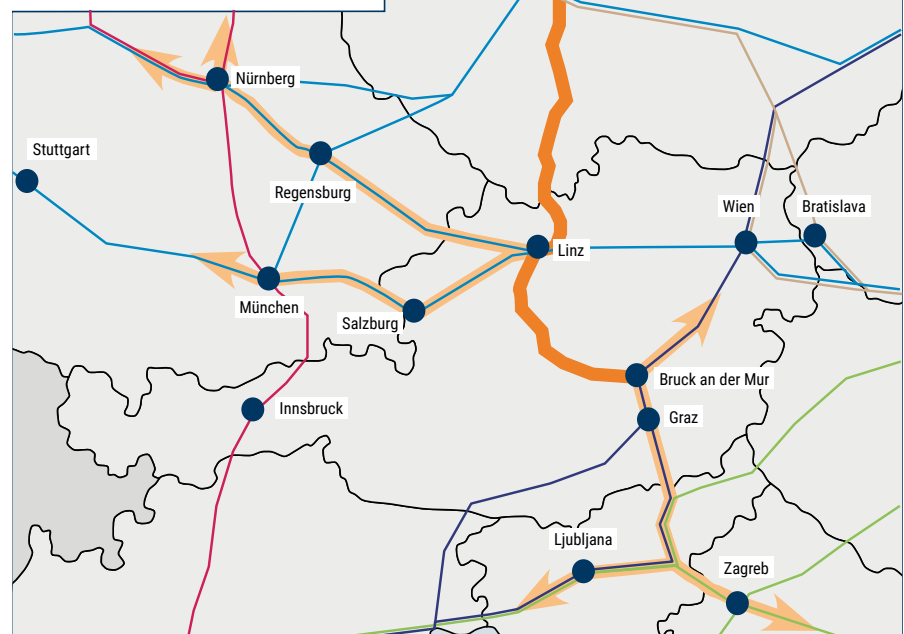 Nürnberg
Stuttgart
Regensburg
Wien
Bratislava
Linz
München
Salzburg
Bruck an der Mur
Innsbruck
Graz
Ljubljana
Zagreb